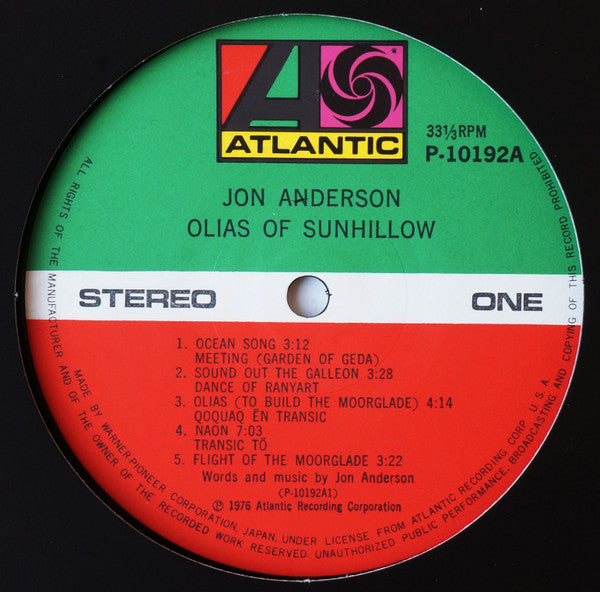 ATLANTIC
33⅓RPM
P-10192A
JON ANDERSON
OLIAS OF SUNHILLOW
STEREO
ONE
1. OCEAN SONG 3:12
MEETING (GARDEN OF GEDA)
2. SOUND OUT THE GALLEON 3:28
DANCE OF RANYART
3. OLIAS (TO BUILD THE MOORGLADE) 4:14
QOQUAQ ËN TRANSIC
4. NAON 7:03
TRANSIC TÖ
5. FLIGHT OF THE MOORGLADE 3:22
Words and music by Jon Anderson
(P-10192A1)
℗ 1976 Atlantic Recording Corporation
ALL RIGHTS OF THE MANUFACTURER AND OF THE OWNER OF THE RECORDED WORK RESERVED. UNAUTHORIZED PUBLIC PERFORMANCE, BROADCASTING AND COPYING OF THIS RECORD PROHIBITED.
MADE BY WARNER-PIONEER CORPORATION, JAPAN, UNDER LICENSE FROM ATLANTIC RECORDING CORP. U.S.A.